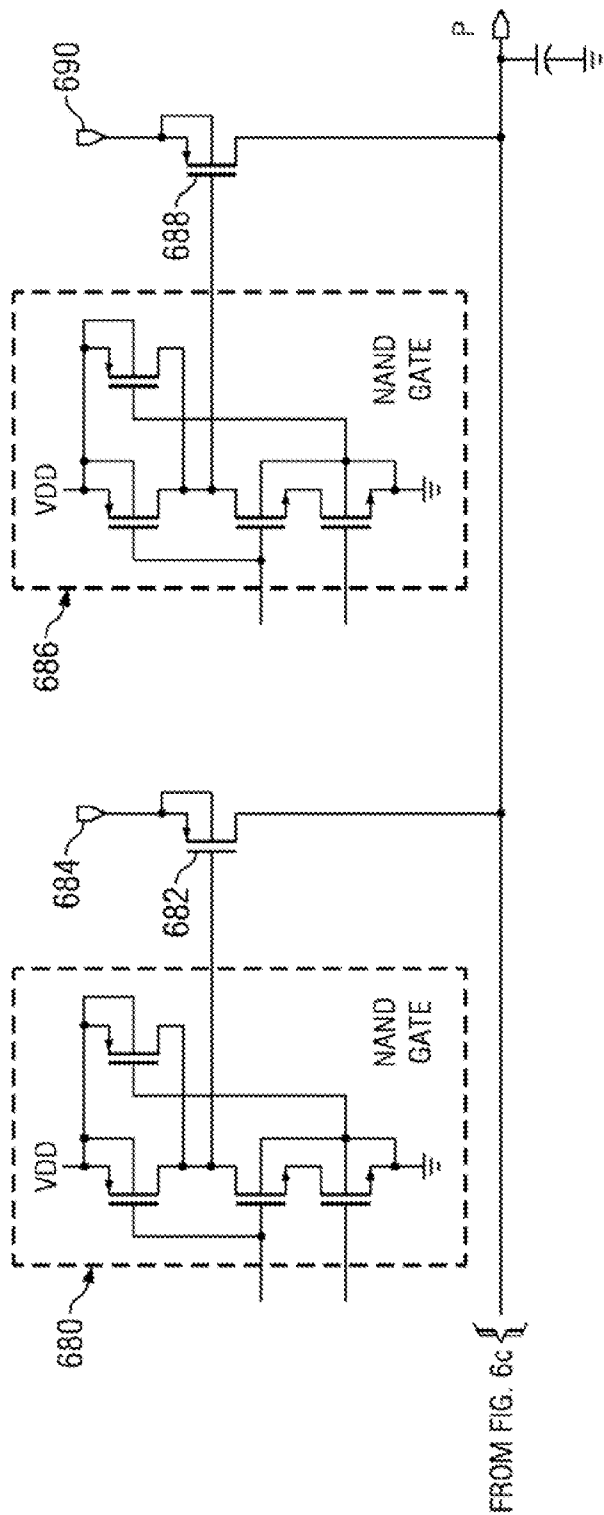 690
P
688
NAND
GATE
VDD
686
684
682
NAND
GATE
VDD
680
FROM FIG. 6c